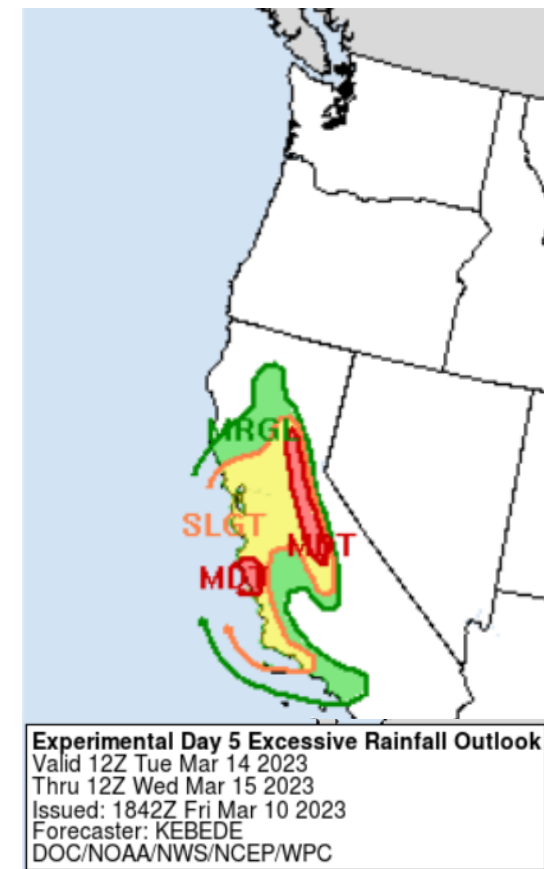 MRGL
SLGT
MDT
MDT
Experimental Day 5 Excessive Rainfall Outlook
Valid 12Z Tue Mar 14 2023
Thru 12Z Wed Mar 15 2023
Issued: 1842Z Fri Mar 10 2023
Forecaster: KEBEDE
DOC/NOAA/NWS/NCEP/WPC